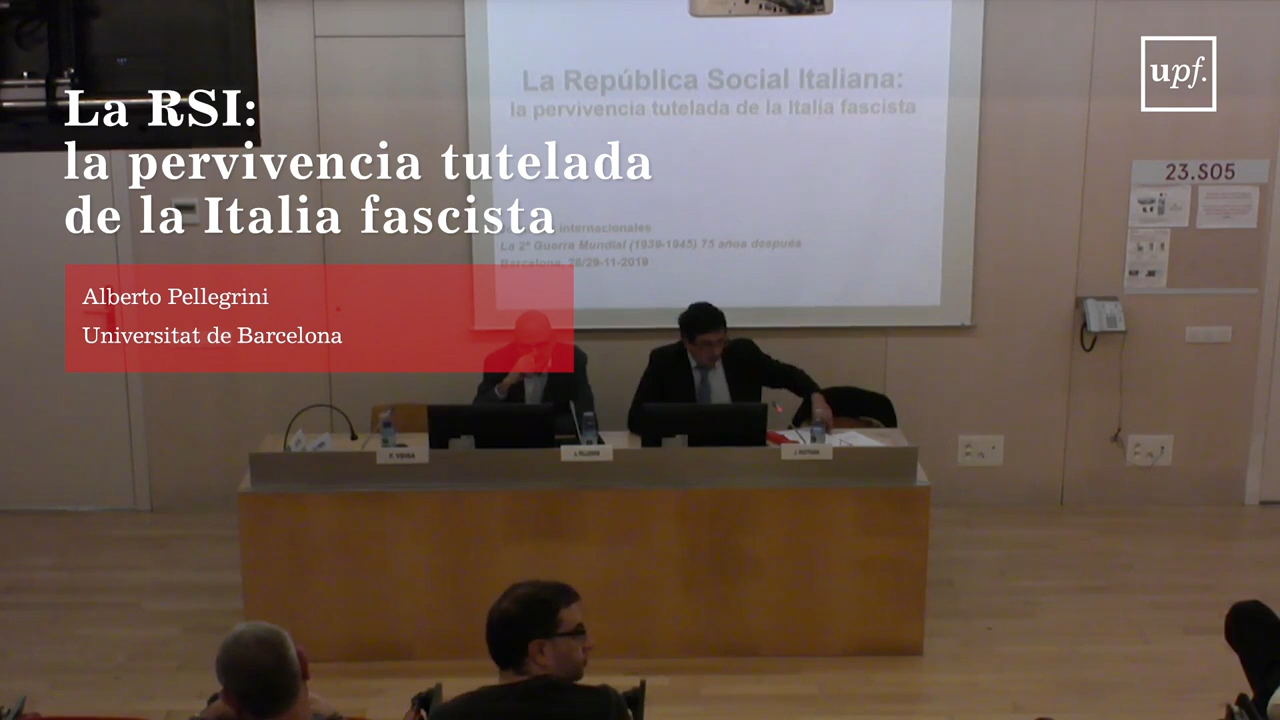 La República Social Italiana:
la pervivencia tutelada de la Italia fascista
upf.
La RSI:
la pervivencia tutelada
de la Italia fascista
23.S05
internacionales
La 2ª Guerra Mundial (1939-1945) 75 años después
Barcelona, 28/29-11-2019
Alberto Pellegrini
Universitat de Barcelona
A. PELLEGRINI